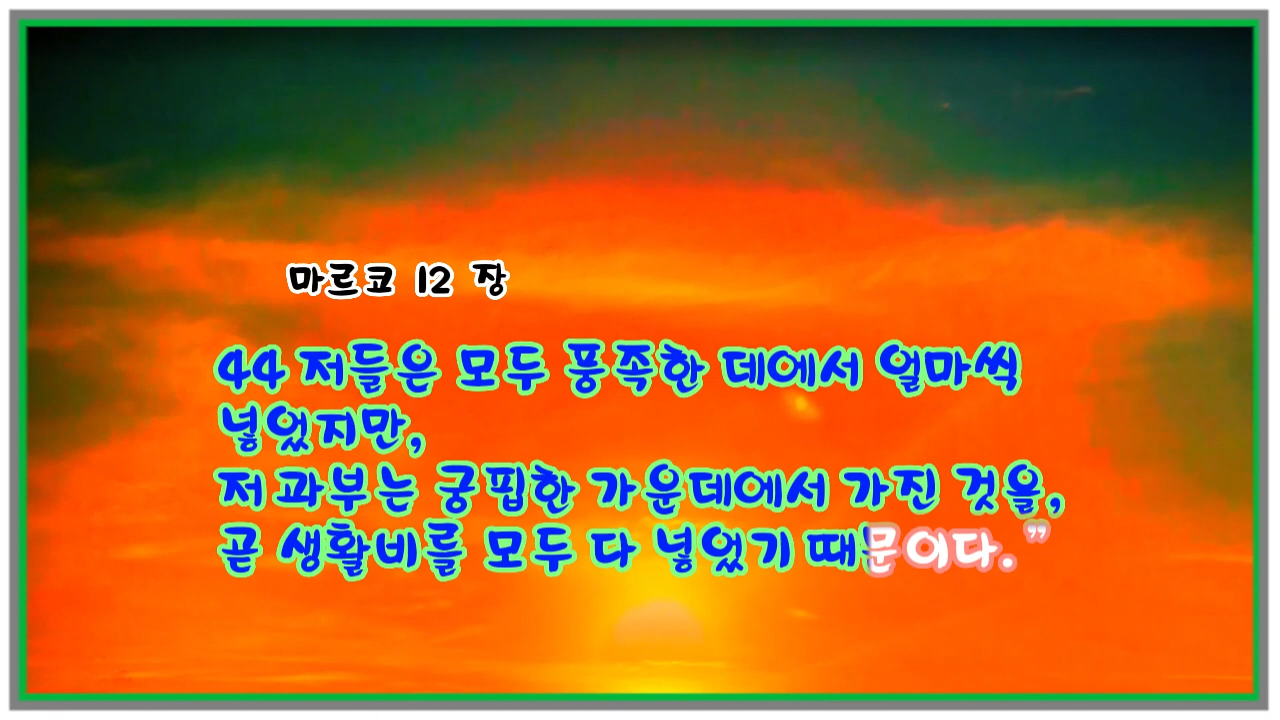 마르코 12 장
44 저들은 모두 풍족한 데에서 얼마씩
넣었지만,
저 과부는 궁핍한 가운데에서 가진 것을,
곧 생활비를 모두 다 넣었기 때문이다.”